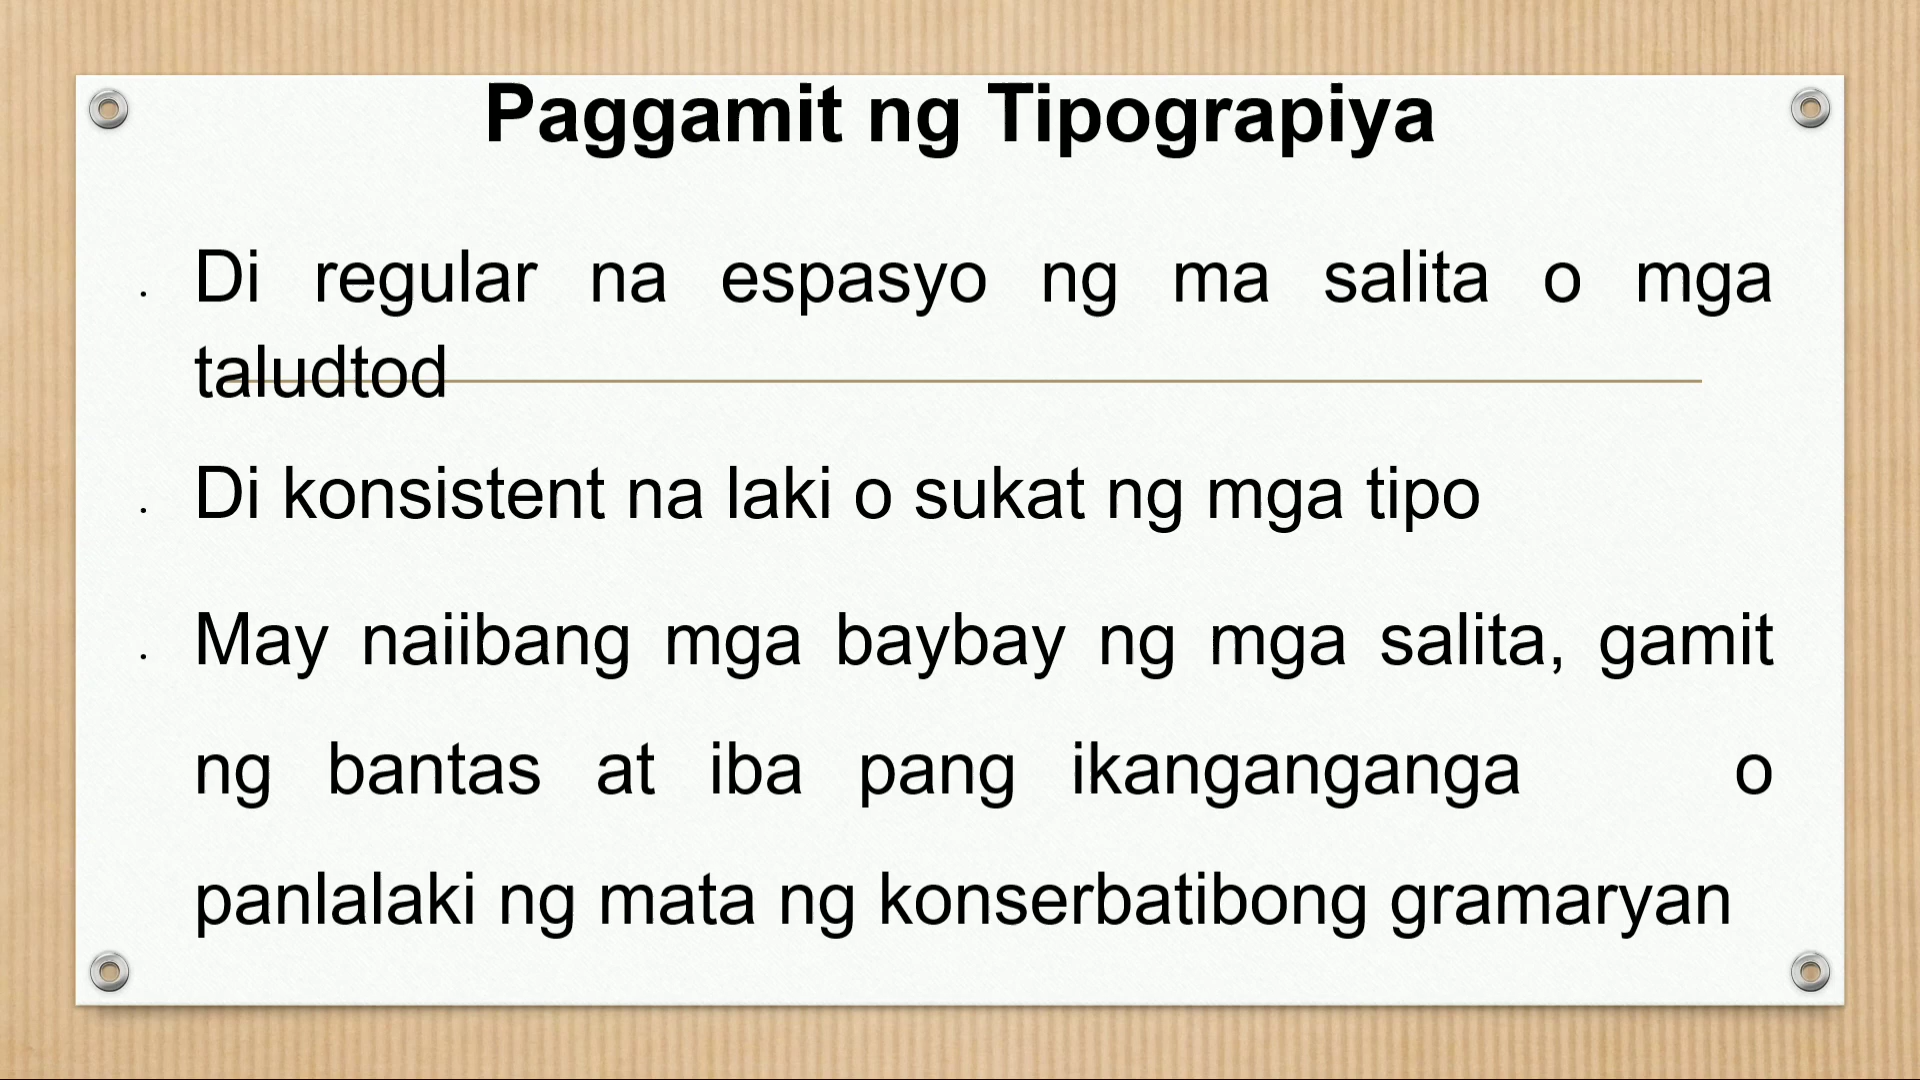 Paggamit ng Tipograpiya
. Di regular na espasyo ng ma salita o mga
taludtod
. Di konsistent na laki o sukat ng mga tipo
. May naiibang mga baybay ng mga salita, gamit
ng bantas at iba pang ikanganganga o
panlalaki ng mata ng konserbatibong gramaryan